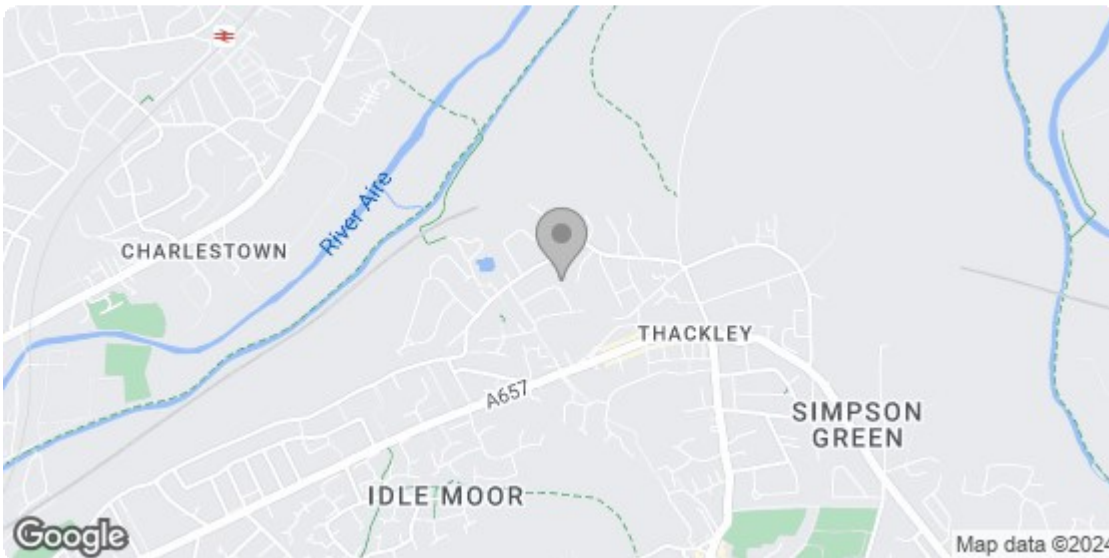 CHARLESTOWN
River Aire
THACKLEY
A657
SIMPSON
GREEN
IDLE MOOR
Google
Map data ©2024